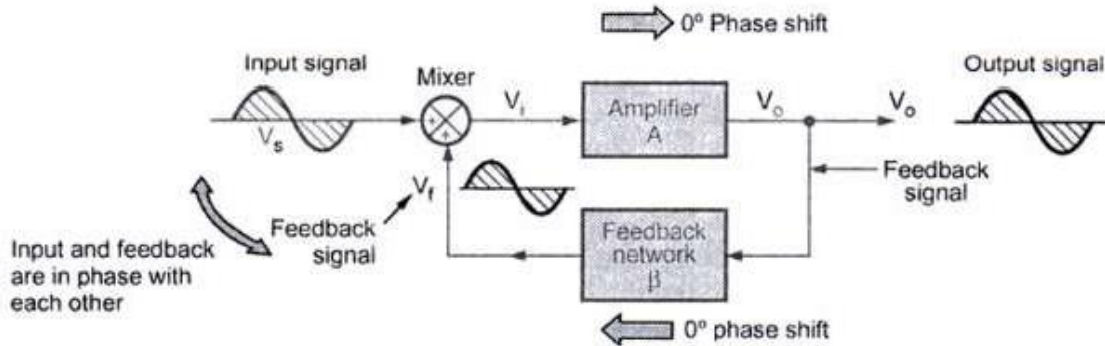 0° Phase shift
Input signal
Mixer
Output signal
Vs
+
+
Vi
Amplifier
A
Vo
Vo
Feedback
signal
Vf
Feedback
signal
Feedback
network
β
Input and feedback
are in phase with
each other
0° phase shift